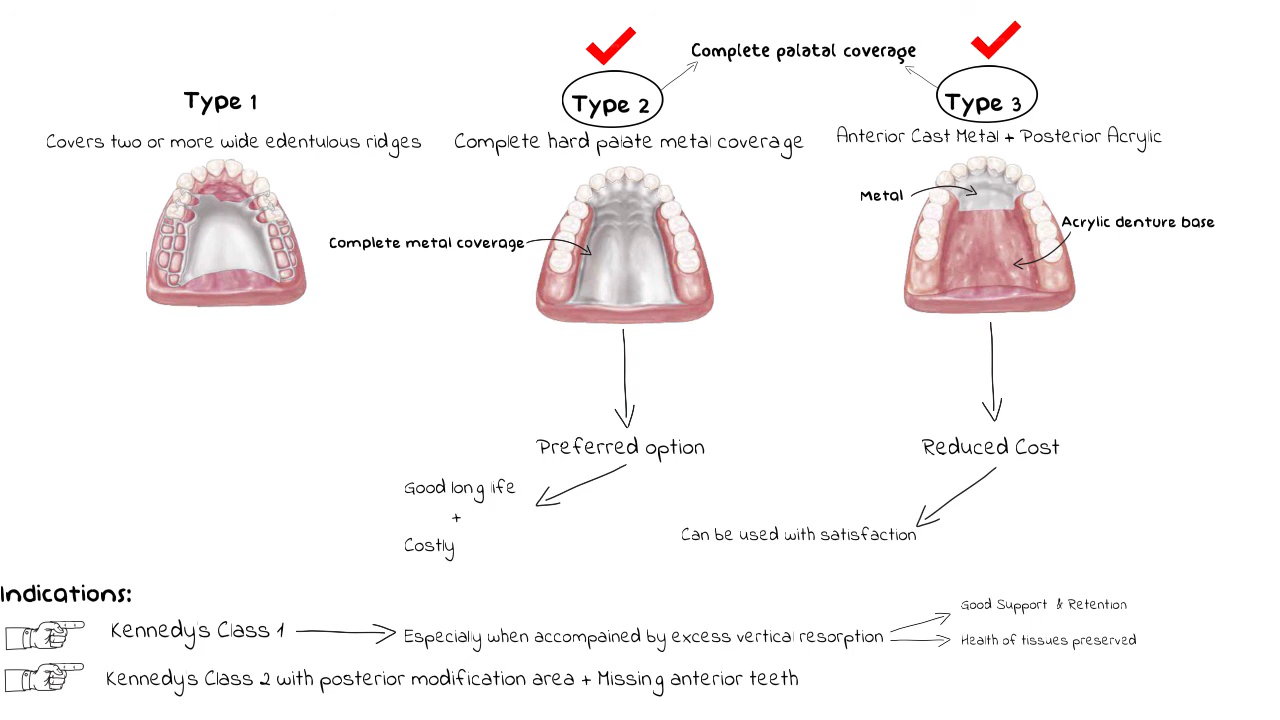 Complete palatal coverage
Type 1
Type 2
Type 3
Covers two or more wide edentulous ridges
Complete hard palate metal coverage
Anterior Cast Metal + Posterior Acrylic
Metal
Acrylic denture base
Complete metal coverage
Preferred option
Reduced Cost
Good long life
+
Costly
Can be used with satisfaction
Indications:
Kennedy's Class 1
Especially when accompained by excess vertical resorption
Good Support & Retention
Health of tissues preserved
Kennedy's Class 2 with posterior modification area + Missing anterior teeth